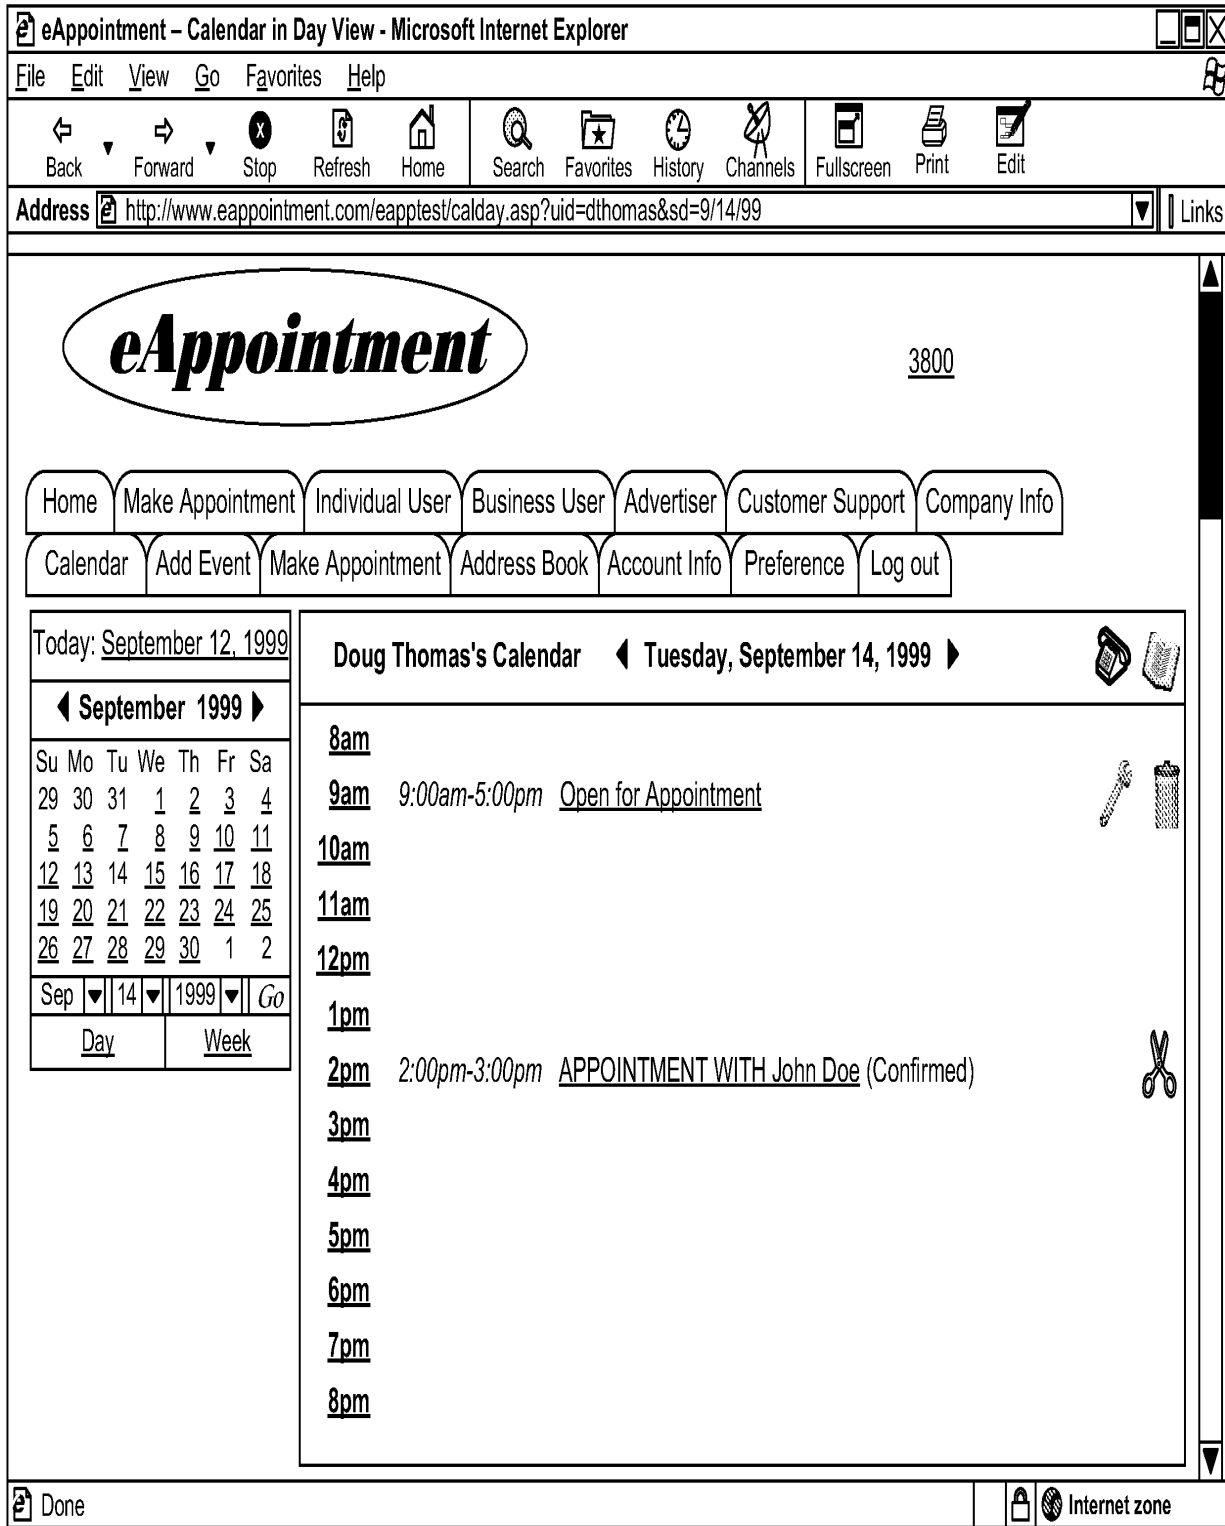 eAppointment – Calendar in Day View - Microsoft Internet Explorer
File Edit View Go Favorites Help
Back Forward Stop Refresh Home Search Favorites History Channels Fullscreen Print Edit
Address http://www.eappointment.com/eapptest/calday.asp?uid=dthomas&sd=9/14/99 Links
eAppointment
3800
Home Make Appointment Individual User Business User Advertiser Customer Support Company Info
Calendar Add Event Make Appointment Address Book Account Info Preference Log out
Today: September 12, 1999
September 1999
Su Mo Tu We Th Fr Sa
29 30 31 1 2 3 4
5 6 7 8 9 10 11
12 13 14 15 16 17 18
19 20 21 22 23 24 25
26 27 28 29 30 1 2
Sep 14 1999 Go
Day Week
Doug Thomas's Calendar Tuesday, September 14, 1999
8am
9am 9:00am-5:00pm Open for Appointment
10am
11am
12pm
1pm
2pm 2:00pm-3:00pm APPOINTMENT WITH John Doe (Confirmed)
3pm
4pm
5pm
6pm
7pm
8pm
Done Internet zone